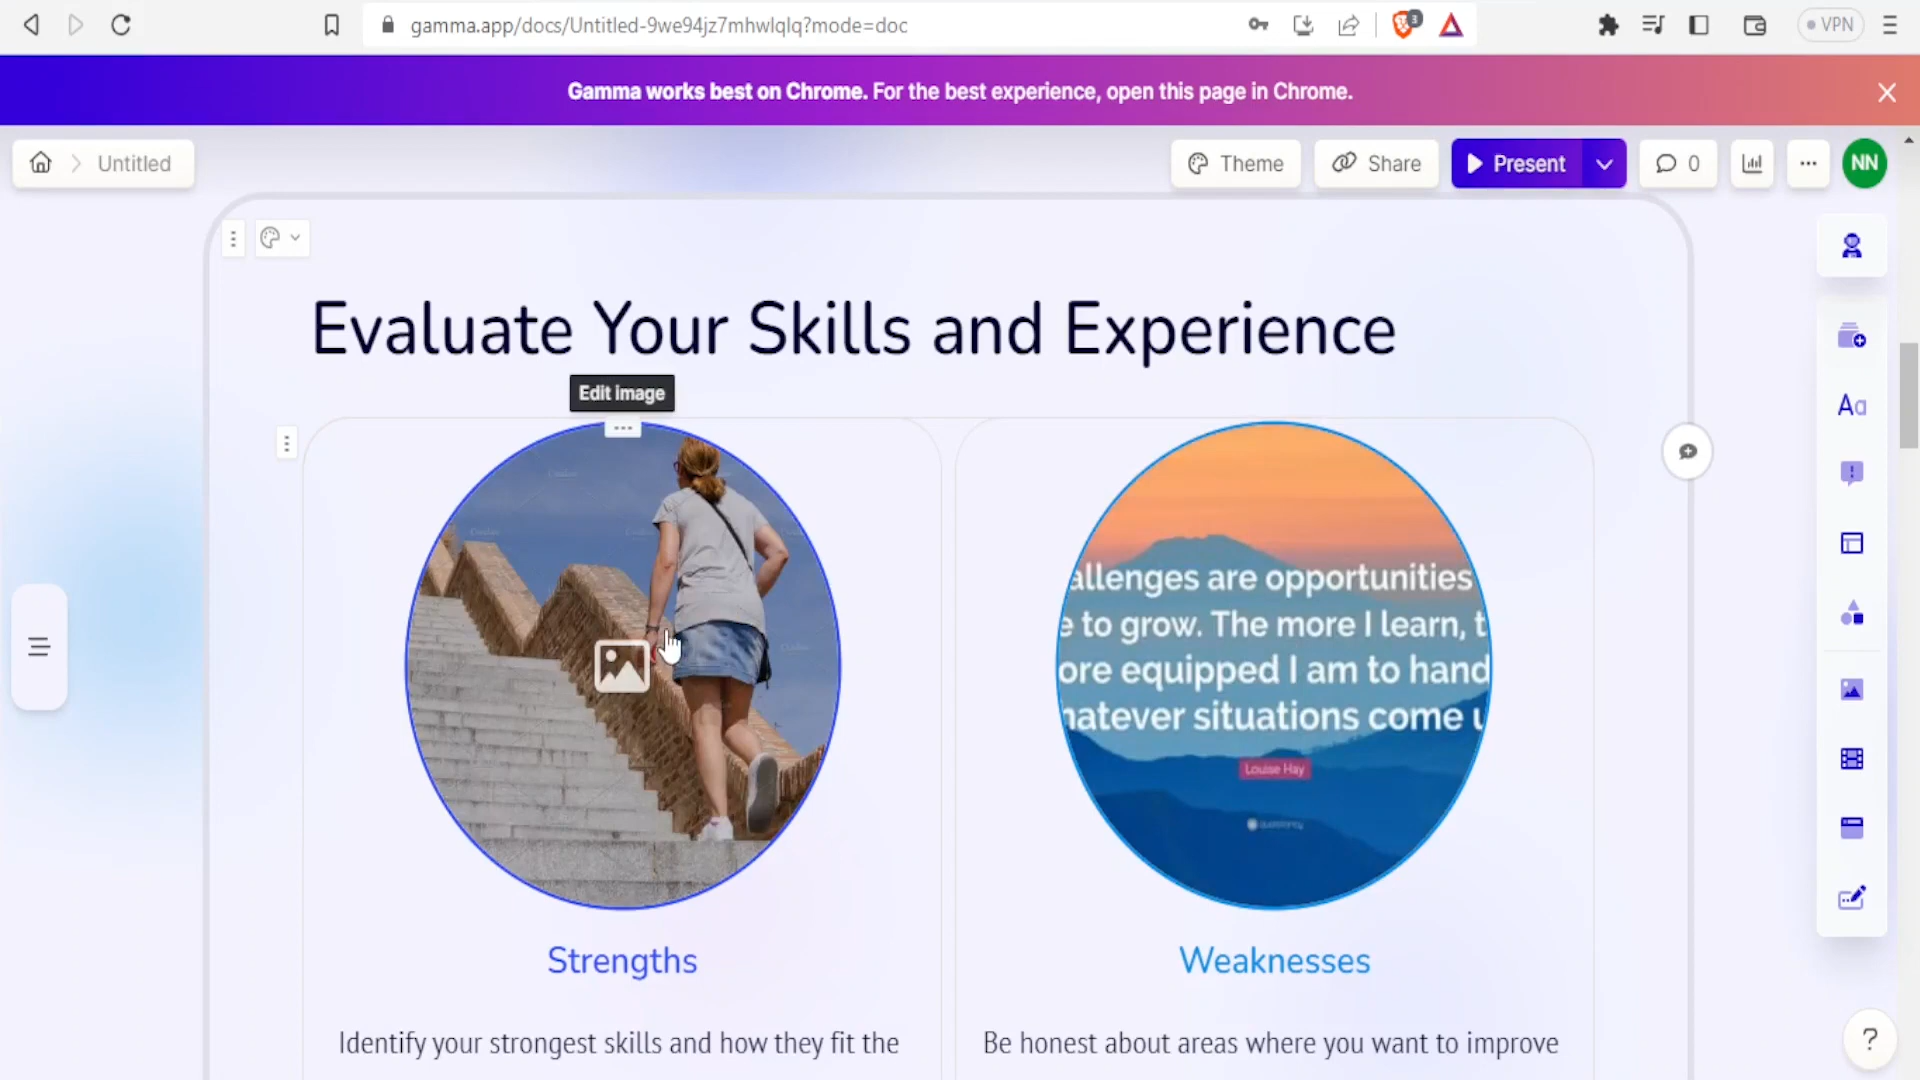 gamma.app/docs/Untitled-9we94jz7mhwlqlq?mode=doc
3
VPN
Gamma works best on Chrome. For the best experience, open this page in Chrome.
Untitled
Theme
Share
Present
0
NN
Evaluate Your Skills and Experience
Edit image
Aa
allenges are opportunities
e to grow. The more I learn, t
ore equipped I am to hand
hatever situations come u
Louise Hay
Strengths
Weaknesses
Identify your strongest skills and how they fit the
Be honest about areas where you want to improve
?